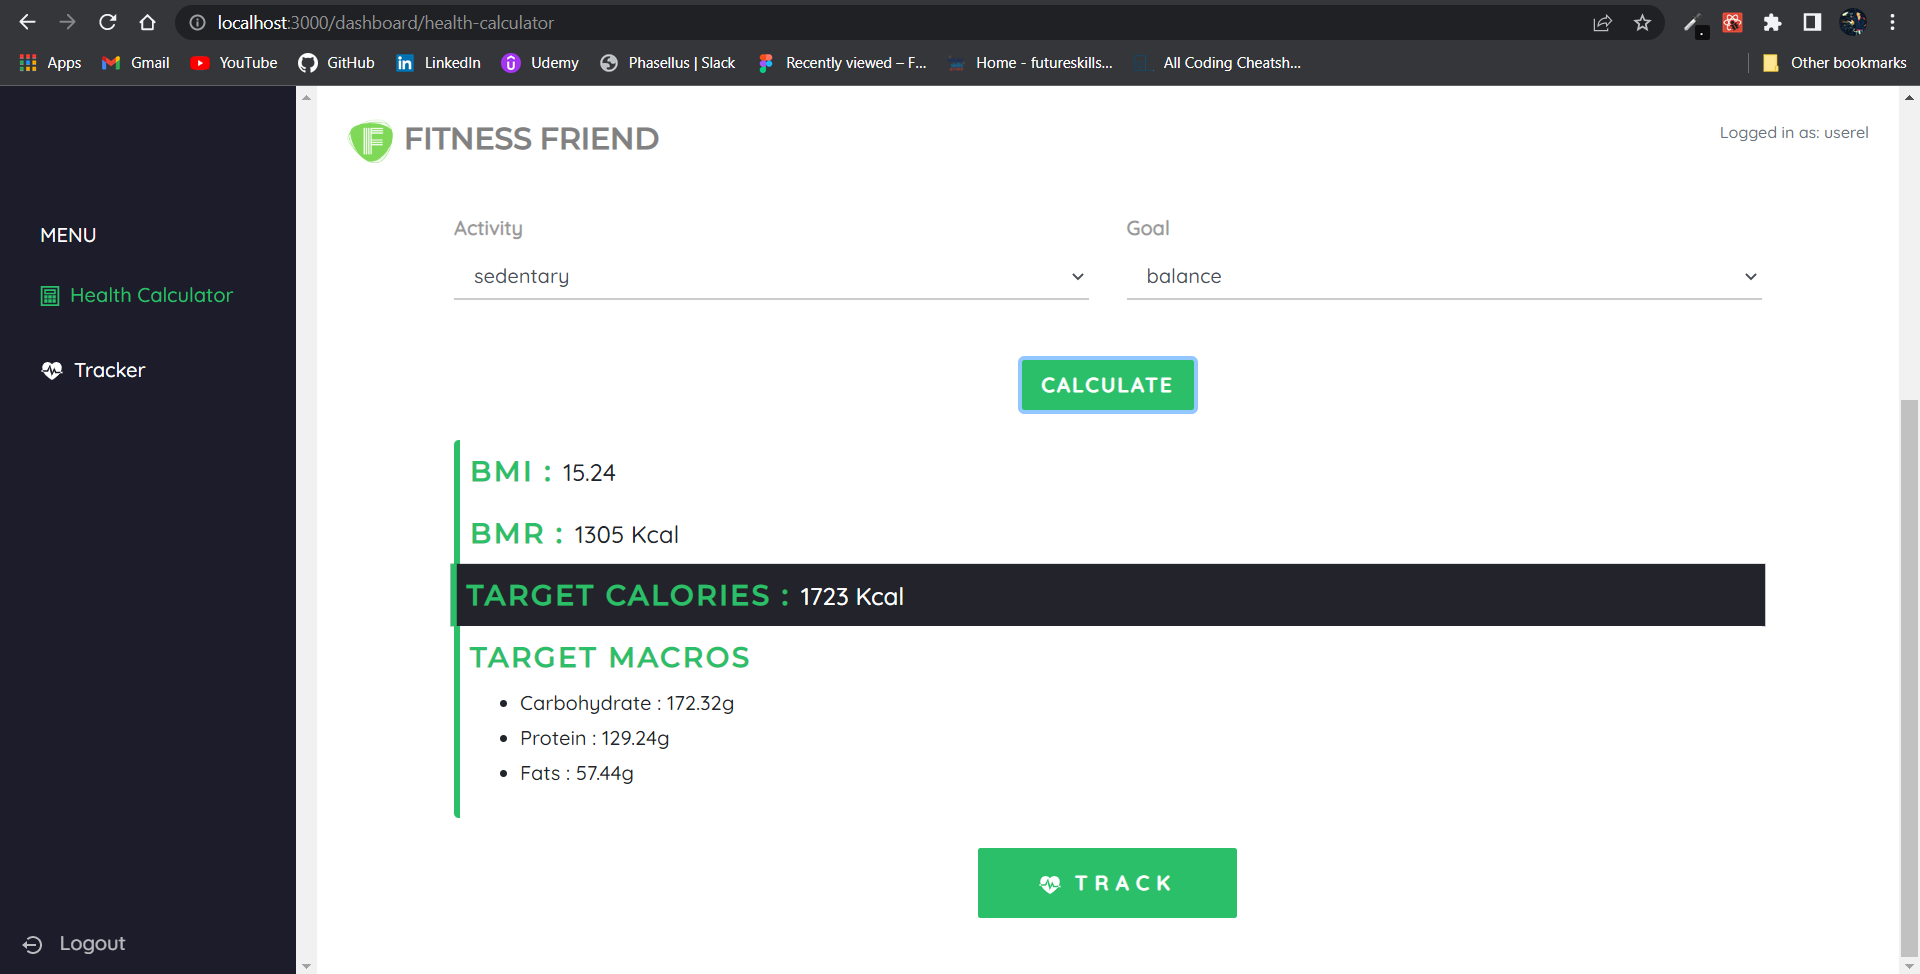 localhost:3000/dashboard/health-calculator
Apps Gmail YouTube GitHub LinkedIn Udemy Phasellus | Slack Recently viewed – F... Home - futureskills... All Coding Cheatsh... Other bookmarks
F FITNESS FRIEND
Logged in as: userel
MENU
Health Calculator
Tracker
Logout
Activity Goal
sedentary balance
CALCULATE
BMI : 15.24
BMR : 1305 Kcal
TARGET CALORIES : 1723 Kcal
TARGET MACROS
• Carbohydrate : 172.32g
• Protein : 129.24g
• Fats : 57.44g
TRACK